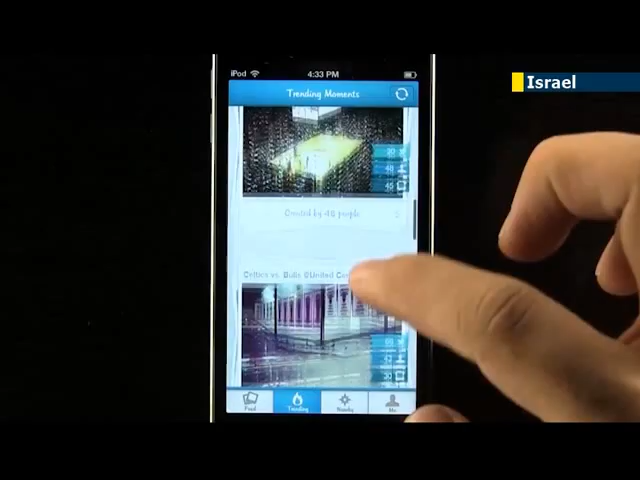 iPod
4:33 PM
Israel
Trending Moments
Created by 46 people
Celtics vs. Bulls @United
Feed
Trending
Nearby
Me